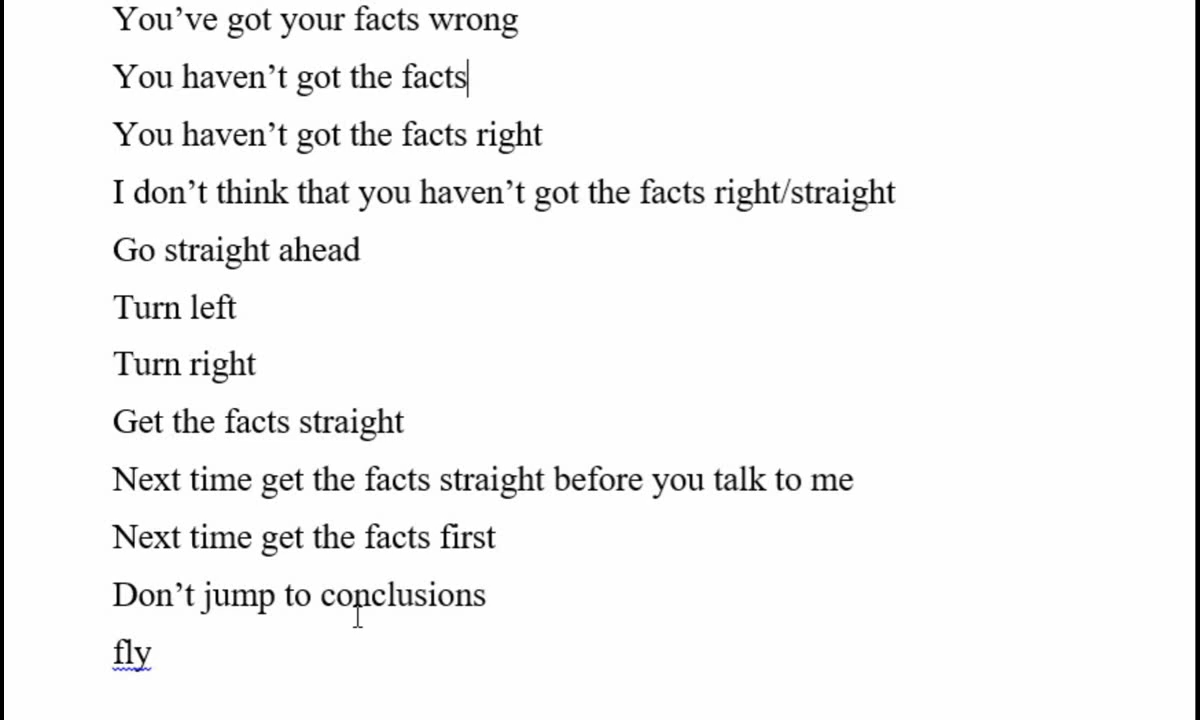 You’ve got your facts wrong
You haven’t got the facts
You haven’t got the facts right
I don’t think that you haven’t got the facts right/straight
Go straight ahead
Turn left
Turn right
Get the facts straight
Next time get the facts straight before you talk to me
Next time get the facts first
Don’t jump to conclusions
fly